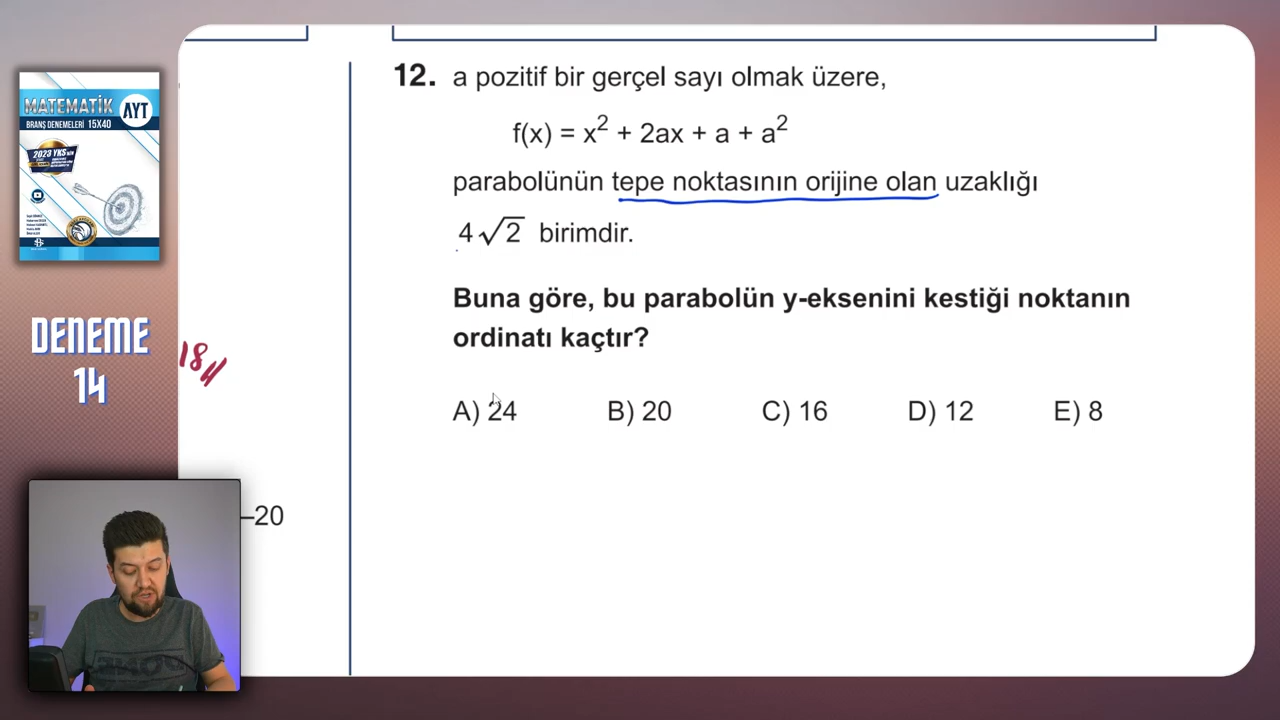 MATEMATİK
AYT
BRANŞ DENEMELERİ 15X40
2023 YKS'NİN
DENEME
14
18//
–20
12. a pozitif bir gerçel sayı olmak üzere,
f(x) = x² + 2ax + a + a²
parabolünün tepe noktasının orijine olan uzaklığı
4√2 birimdir.
Buna göre, bu parabolün y-eksenini kestiği noktanın
ordinatı kaçtır?
A) 24 B) 20 C) 16 D) 12 E) 8